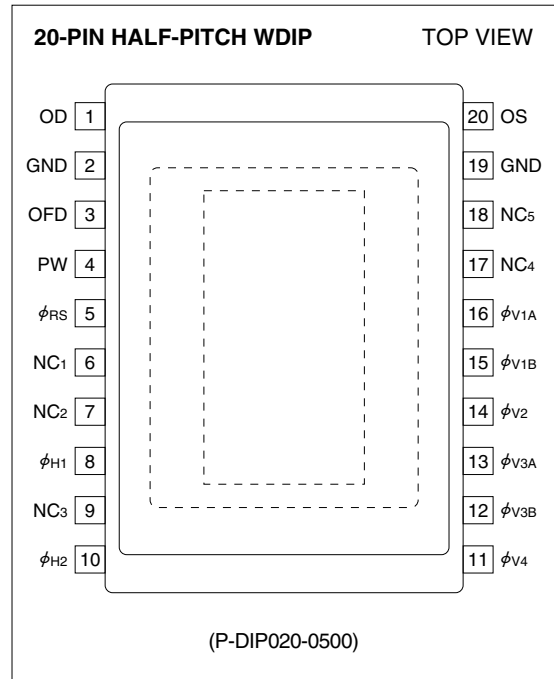 20-PIN HALF-PITCH WDIP TOP VIEW
OD 1 20 OS
GND 2 19 GND
OFD 3 18 NC5
PW 4 17 NC4
ϕRS 5 16 ϕV1A
NC1 6 15 ϕV1B
NC2 7 14 ϕV2
ϕH1 8 13 ϕV3A
NC3 9 12 ϕV3B
ϕH2 10 11 ϕV4
(P-DIP020-0500)